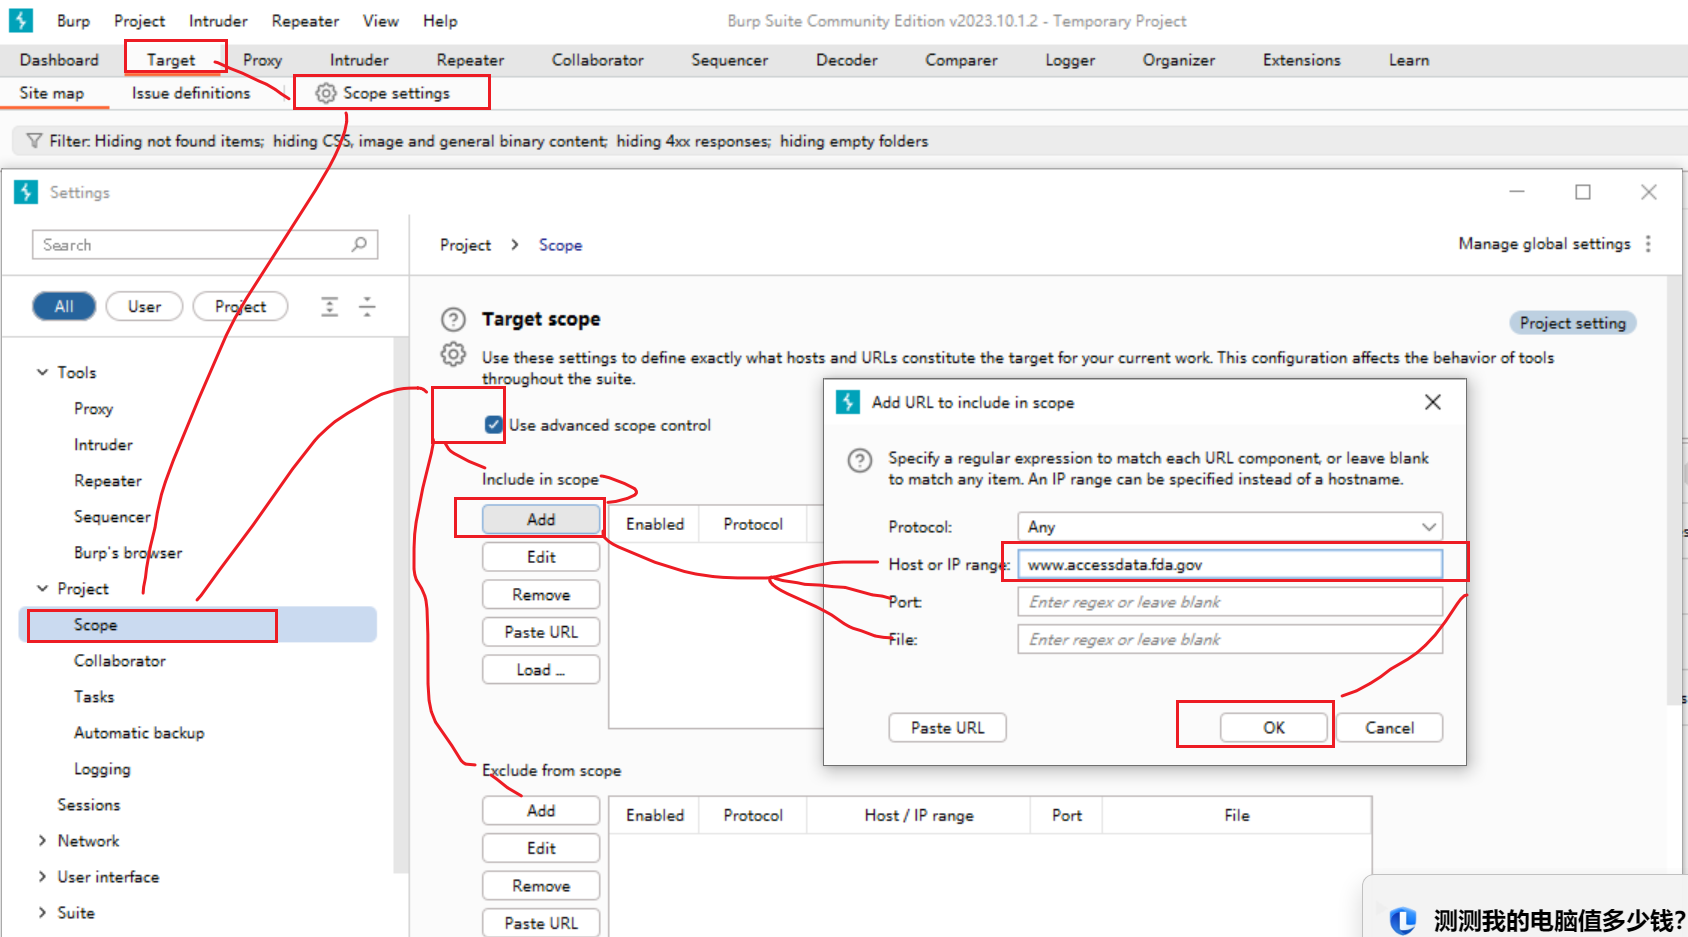 Burp Project Intruder Repeater View Help Burp Suite Community Edition v2023.10.1.2 - Temporary Project
Dashboard Target Proxy Intruder Repeater Collaborator Sequencer Decoder Comparer Logger Organizer Extensions Learn
Site map Issue definitions Scope settings
Filter: Hiding not found items; hiding CSS, image and general binary content; hiding 4xx responses; hiding empty folders
Settings
Search
Project > Scope
Manage global settings
All User Project
Tools
Proxy
Intruder
Repeater
Sequencer
Burp's browser
Project
Scope
Collaborator
Tasks
Automatic backup
Logging
Sessions
Network
User interface
Suite
Target scope
Project setting
Use these settings to define exactly what hosts and URLs constitute the target for your current work. This configuration affects the behavior of tools
throughout the suite.
Use advanced scope control
Include in scope
Add
Edit
Remove
Paste URL
Load ...
Enabled Protocol
Add URL to include in scope
Specify a regular expression to match each URL component, or leave blank
to match any item. An IP range can be specified instead of a hostname.
Protocol: Any
Host or IP range: www.accessdata.fda.gov
Port: Enter regex or leave blank
File: Enter regex or leave blank
Paste URL OK Cancel
Exclude from scope
Add
Edit
Remove
Paste URL
Enabled Protocol Host / IP range Port File
测测我的电脑值多少钱?